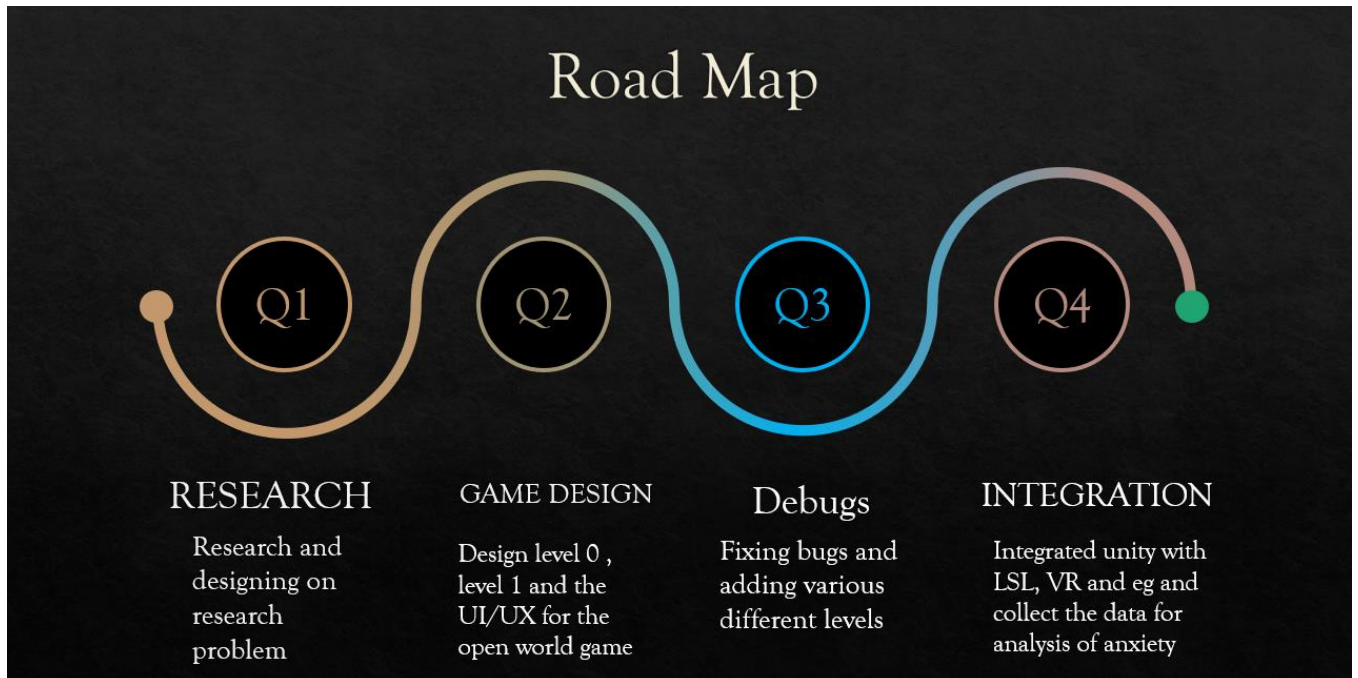 Road Map
Q1
Q2
Q3
Q4
RESEARCH
Research and
designing on
research
problem
GAME DESIGN
Design level 0 ,
level 1 and the
UI/UX for the
open world game
Debugs
Fixing bugs and
adding various
different levels
INTEGRATION
Integrated unity with
LSL, VR and eg and
collect the data for
analysis of anxiety